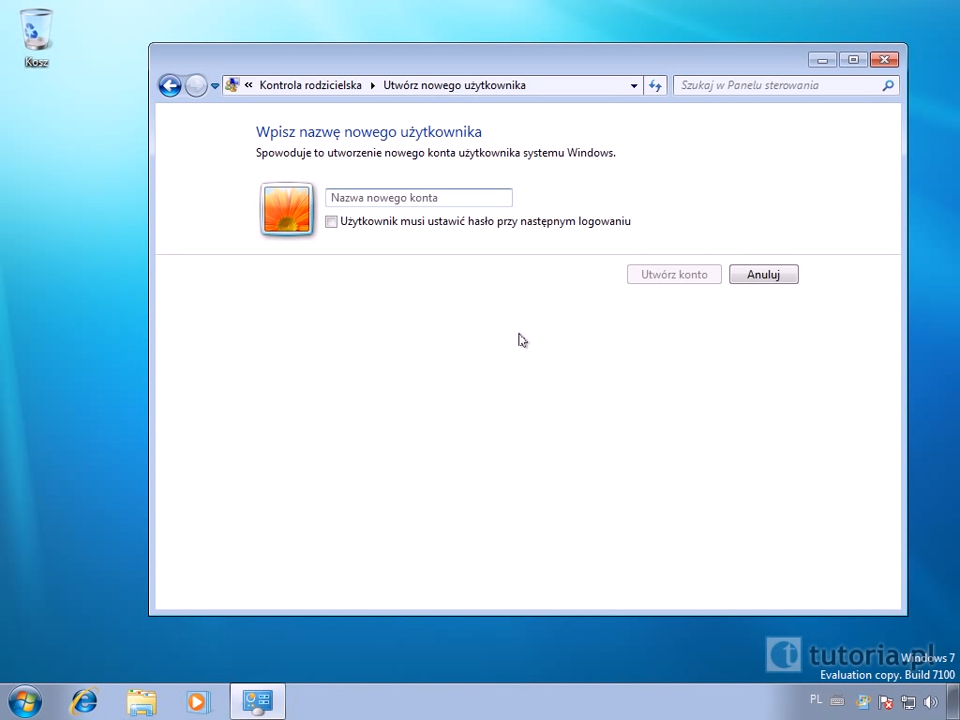 Kosz
« Kontrola rodzicielska ▸ Utwórz nowego użytkownika
Szukaj w Panelu sterowania
Wpisz nazwę nowego użytkownika
Spowoduje to utworzenie nowego konta użytkownika systemu Windows.
Nazwa nowego konta
Użytkownik musi ustawić hasło przy następnym logowaniu
Utwórz konto
Anuluj
tutoria.pl
Windows 7
Evaluation copy. Build 7100
PL